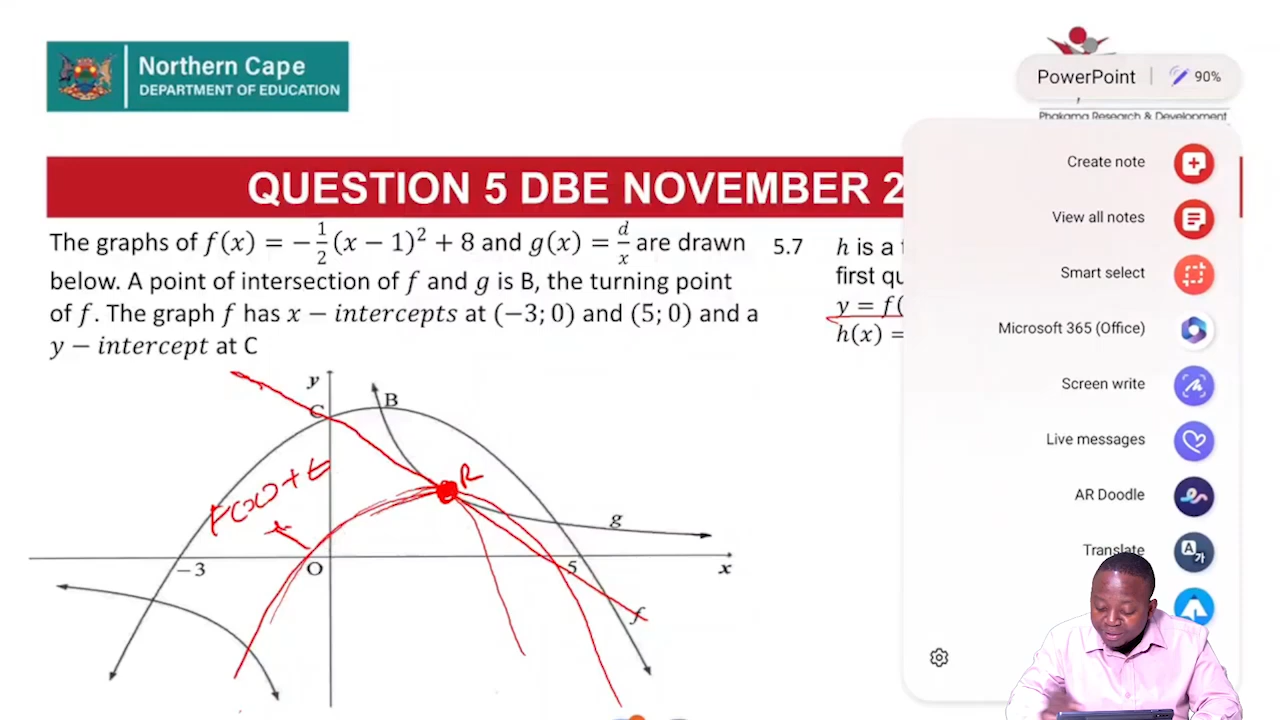 Northern Cape
DEPARTMENT OF EDUCATION
PowerPoint
90%
Phakama Research & Development
Create note
View all notes
Smart select
Microsoft 365 (Office)
Screen write
Live messages
AR Doodle
Translate
QUESTION 5 DBE NOVEMBER 2
The graphs of f(x) = −1/2(x − 1)² + 8 and g(x) = d/x are drawn
below. A point of intersection of f and g is B, the turning point
of f. The graph f has x − intercepts at (−3; 0) and (5; 0) and a
y − intercept at C
5.7
h is a
first qu
y = f(
h(x) =
y
C
B
R
g
−3
O
5
x
f